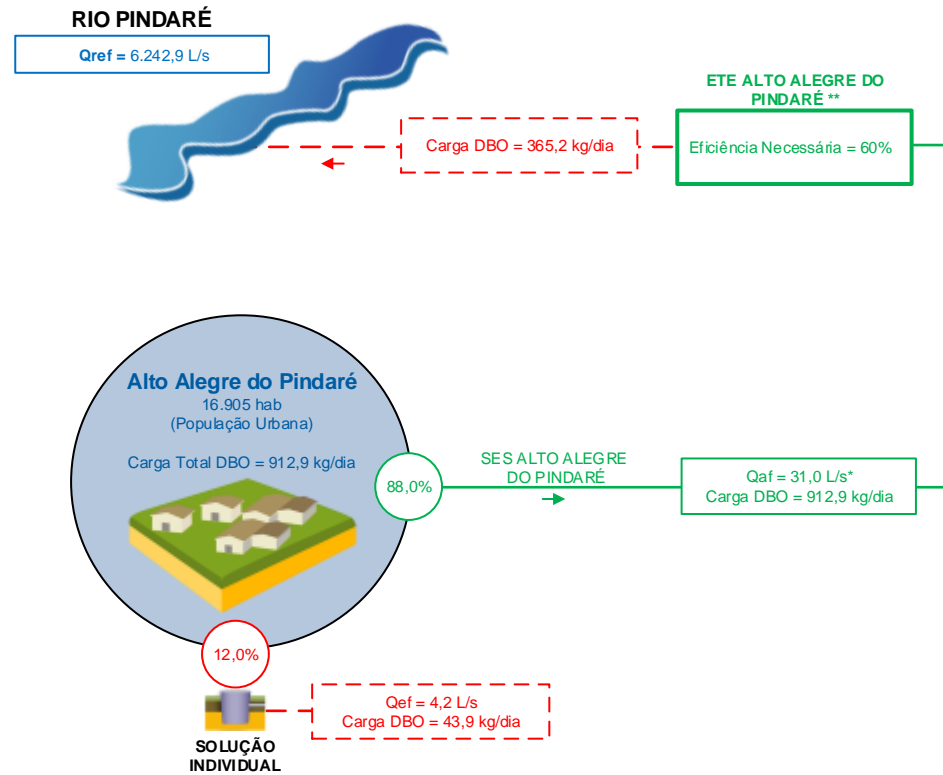 RIO PINDARÉ
Qref = 6.242,9 L/s
ETE ALTO ALEGRE DO
PINDARÉ **
Carga DBO = 365,2 kg/dia
Eficiência Necessária = 60%
Alto Alegre do Pindaré
16.905 hab
(População Urbana)
Carga Total DBO = 912,9 kg/dia
88,0%
SES ALTO ALEGRE
DO PINDARÉ
Qaf = 31,0 L/s*
Carga DBO = 912,9 kg/dia
12,0%
Qef = 4,2 L/s
Carga DBO = 43,9 kg/dia
SOLUÇÃO
INDIVIDUAL